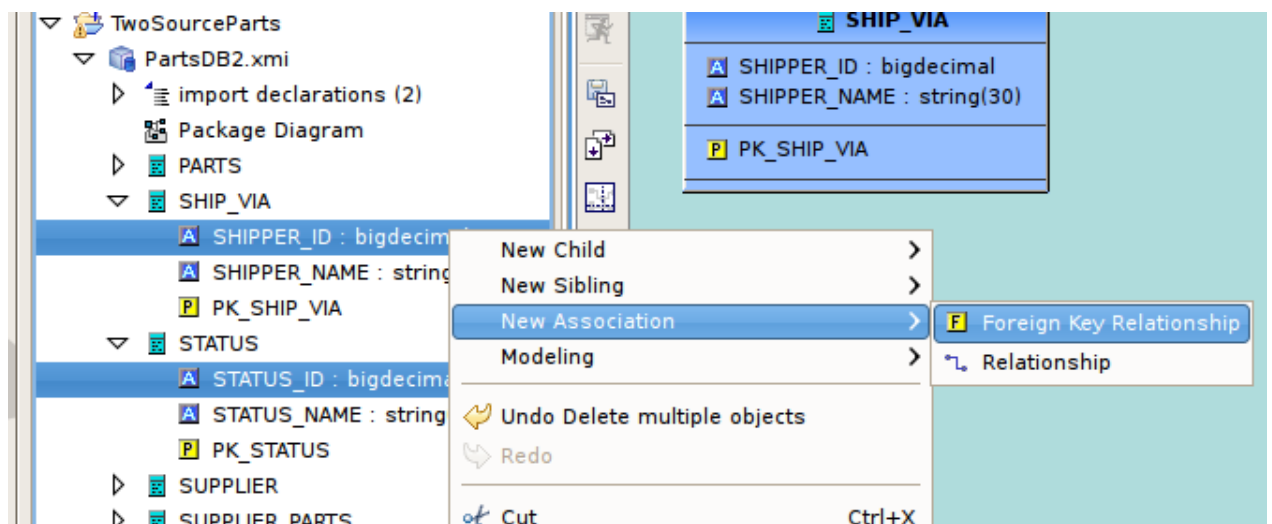 TwoSourceParts
PartsDB2.xmi
import declarations (2)
Package Diagram
PARTS
SHIP_VIA
SHIPPER_ID : bigdecim
SHIPPER_NAME : string
PK_SHIP_VIA
STATUS
STATUS_ID : bigdecima
STATUS_NAME : string
PK_STATUS
SUPPLIER
SUPPLIER_PARTS
SHIP_VIA
SHIPPER_ID : bigdecimal
SHIPPER_NAME : string(30)
PK_SHIP_VIA
New Child
New Sibling
New Association
Modeling
Undo Delete multiple objects
Redo
Cut Ctrl+X
Foreign Key Relationship
Relationship